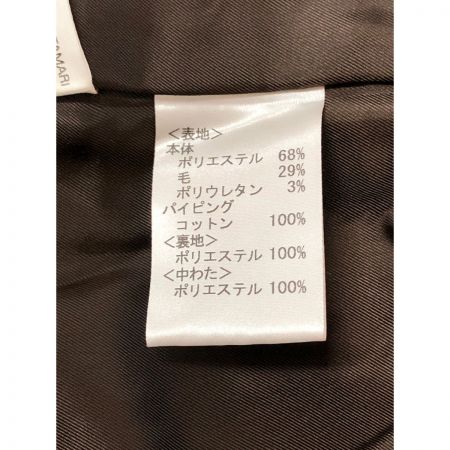 TAMARI
<表地>
本体
ポリエステル 68%
毛 29%
ポリウレタン 3%
パイピング
コットン 100%
<裏地>
ポリエステル 100%
<中わた>
ポリエステル 100%